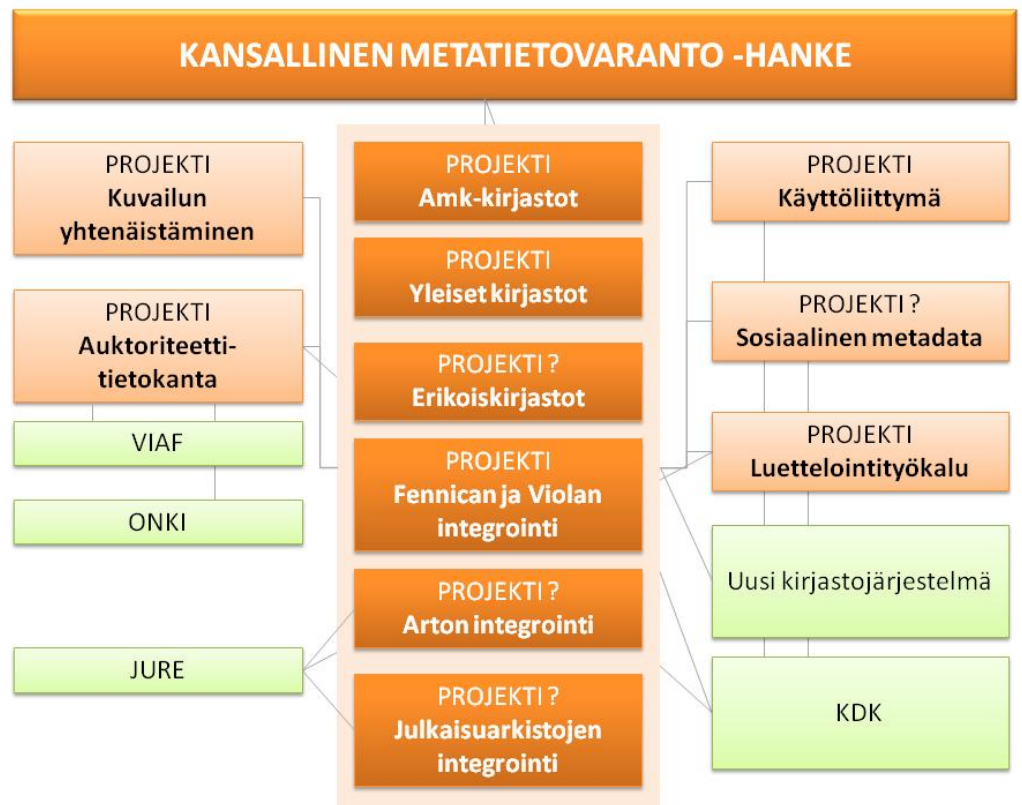 KANSALLINEN METATIETOVARANTO -HANKE
PROJEKTI
Kuvailun
yhtenäistäminen
PROJEKTI
Auktoriteetti-
tietokanta
VIAF
ONKI
JURE
PROJEKTI
Amk-kirjastot
PROJEKTI
Yleiset kirjastot
PROJEKTI ?
Erikoiskirjastot
PROJEKTI
Fennican ja Violan
integrointi
PROJEKTI ?
Arton integrointi
PROJEKTI ?
Julkaisuarkistojen
integrointi
PROJEKTI
Käyttöliittymä
PROJEKTI ?
Sosiaalinen metadata
PROJEKTI
Luettelointityökalu
Uusi kirjastojärjestelmä
KDK